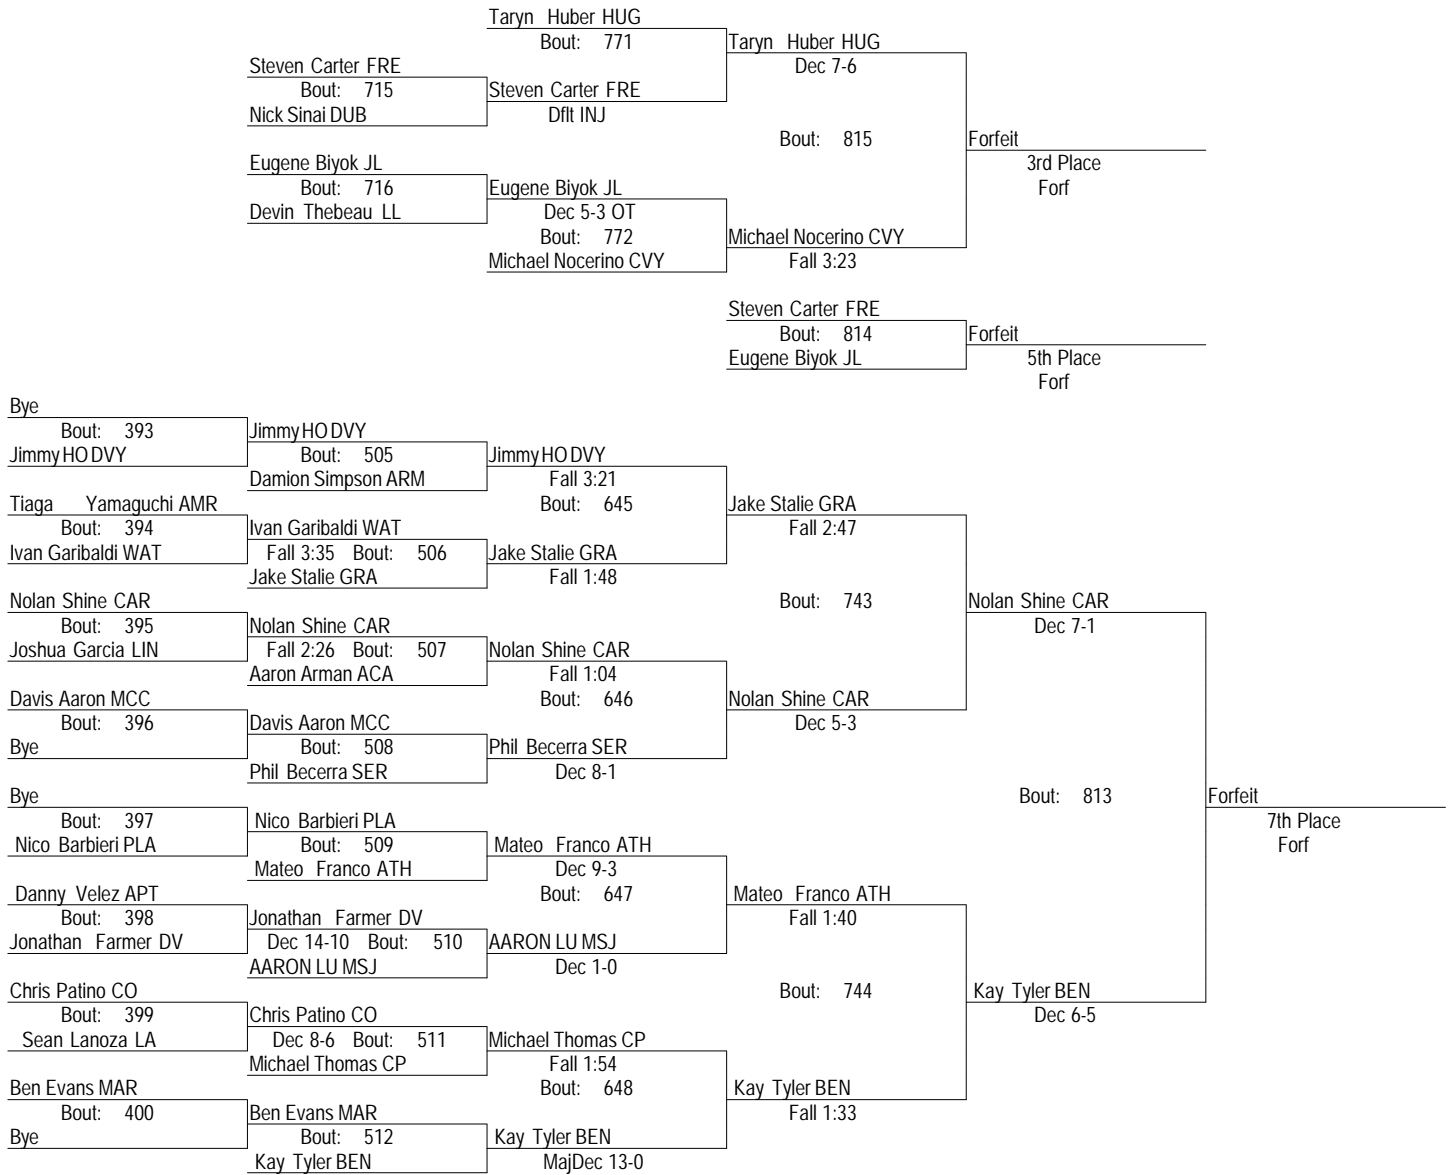 Taryn Huber HUG
Bout: 771 Taryn Huber HUG
Steven Carter FRE Dec 7-6
Bout: 715 Steven Carter FRE
Nick Sinai DUB Dflt INJ
Bout: 815 Forfeit
Eugene Biyok JL 3rd Place
Bout: 716 Eugene Biyok JL Forf
Devin Thebeau LL Dec 5-3 OT
Bout: 772 Michael Nocerino CVY
Michael Nocerino CVY Fall 3:23
Steven Carter FRE
Bout: 814 Forfeit
Eugene Biyok JL 5th Place
Forf
Bye
Bout: 393 Jimmy HO DVY
Jimmy HO DVY Bout: 505 Jimmy HO DVY
Damion Simpson ARM Fall 3:21
Tiaga Yamaguchi AMR Bout: 645 Jake Stalie GRA
Bout: 394 Ivan Garibaldi WAT Fall 2:47
Ivan Garibaldi WAT Fall 3:35 Bout: 506 Jake Stalie GRA
Jake Stalie GRA Fall 1:48
Nolan Shine CAR Bout: 743 Nolan Shine CAR
Bout: 395 Nolan Shine CAR Dec 7-1
Joshua Garcia LIN Fall 2:26 Bout: 507 Nolan Shine CAR
Aaron Arman ACA Fall 1:04
Davis Aaron MCC Bout: 646 Nolan Shine CAR
Bout: 396 Davis Aaron MCC Dec 5-3
Bye Bout: 508 Phil Becerra SER
Phil Becerra SER Dec 8-1
Bye Bout: 813 Forfeit
Bout: 397 Nico Barbieri PLA 7th Place
Nico Barbieri PLA Bout: 509 Mateo Franco ATH Forf
Mateo Franco ATH Dec 9-3
Danny Velez APT Bout: 647 Mateo Franco ATH
Bout: 398 Jonathan Farmer DV Fall 1:40
Jonathan Farmer DV Dec 14-10 Bout: 510 AARON LU MSJ
AARON LU MSJ Dec 1-0
Chris Patino CO Bout: 744 Kay Tyler BEN
Bout: 399 Chris Patino CO Dec 6-5
Sean Lanoza LA Dec 8-6 Bout: 511 Michael Thomas CP
Michael Thomas CP Fall 1:54
Ben Evans MAR Bout: 648 Kay Tyler BEN
Bout: 400 Ben Evans MAR Fall 1:33
Bye Bout: 512 Kay Tyler BEN
Kay Tyler BEN MajDec 13-0